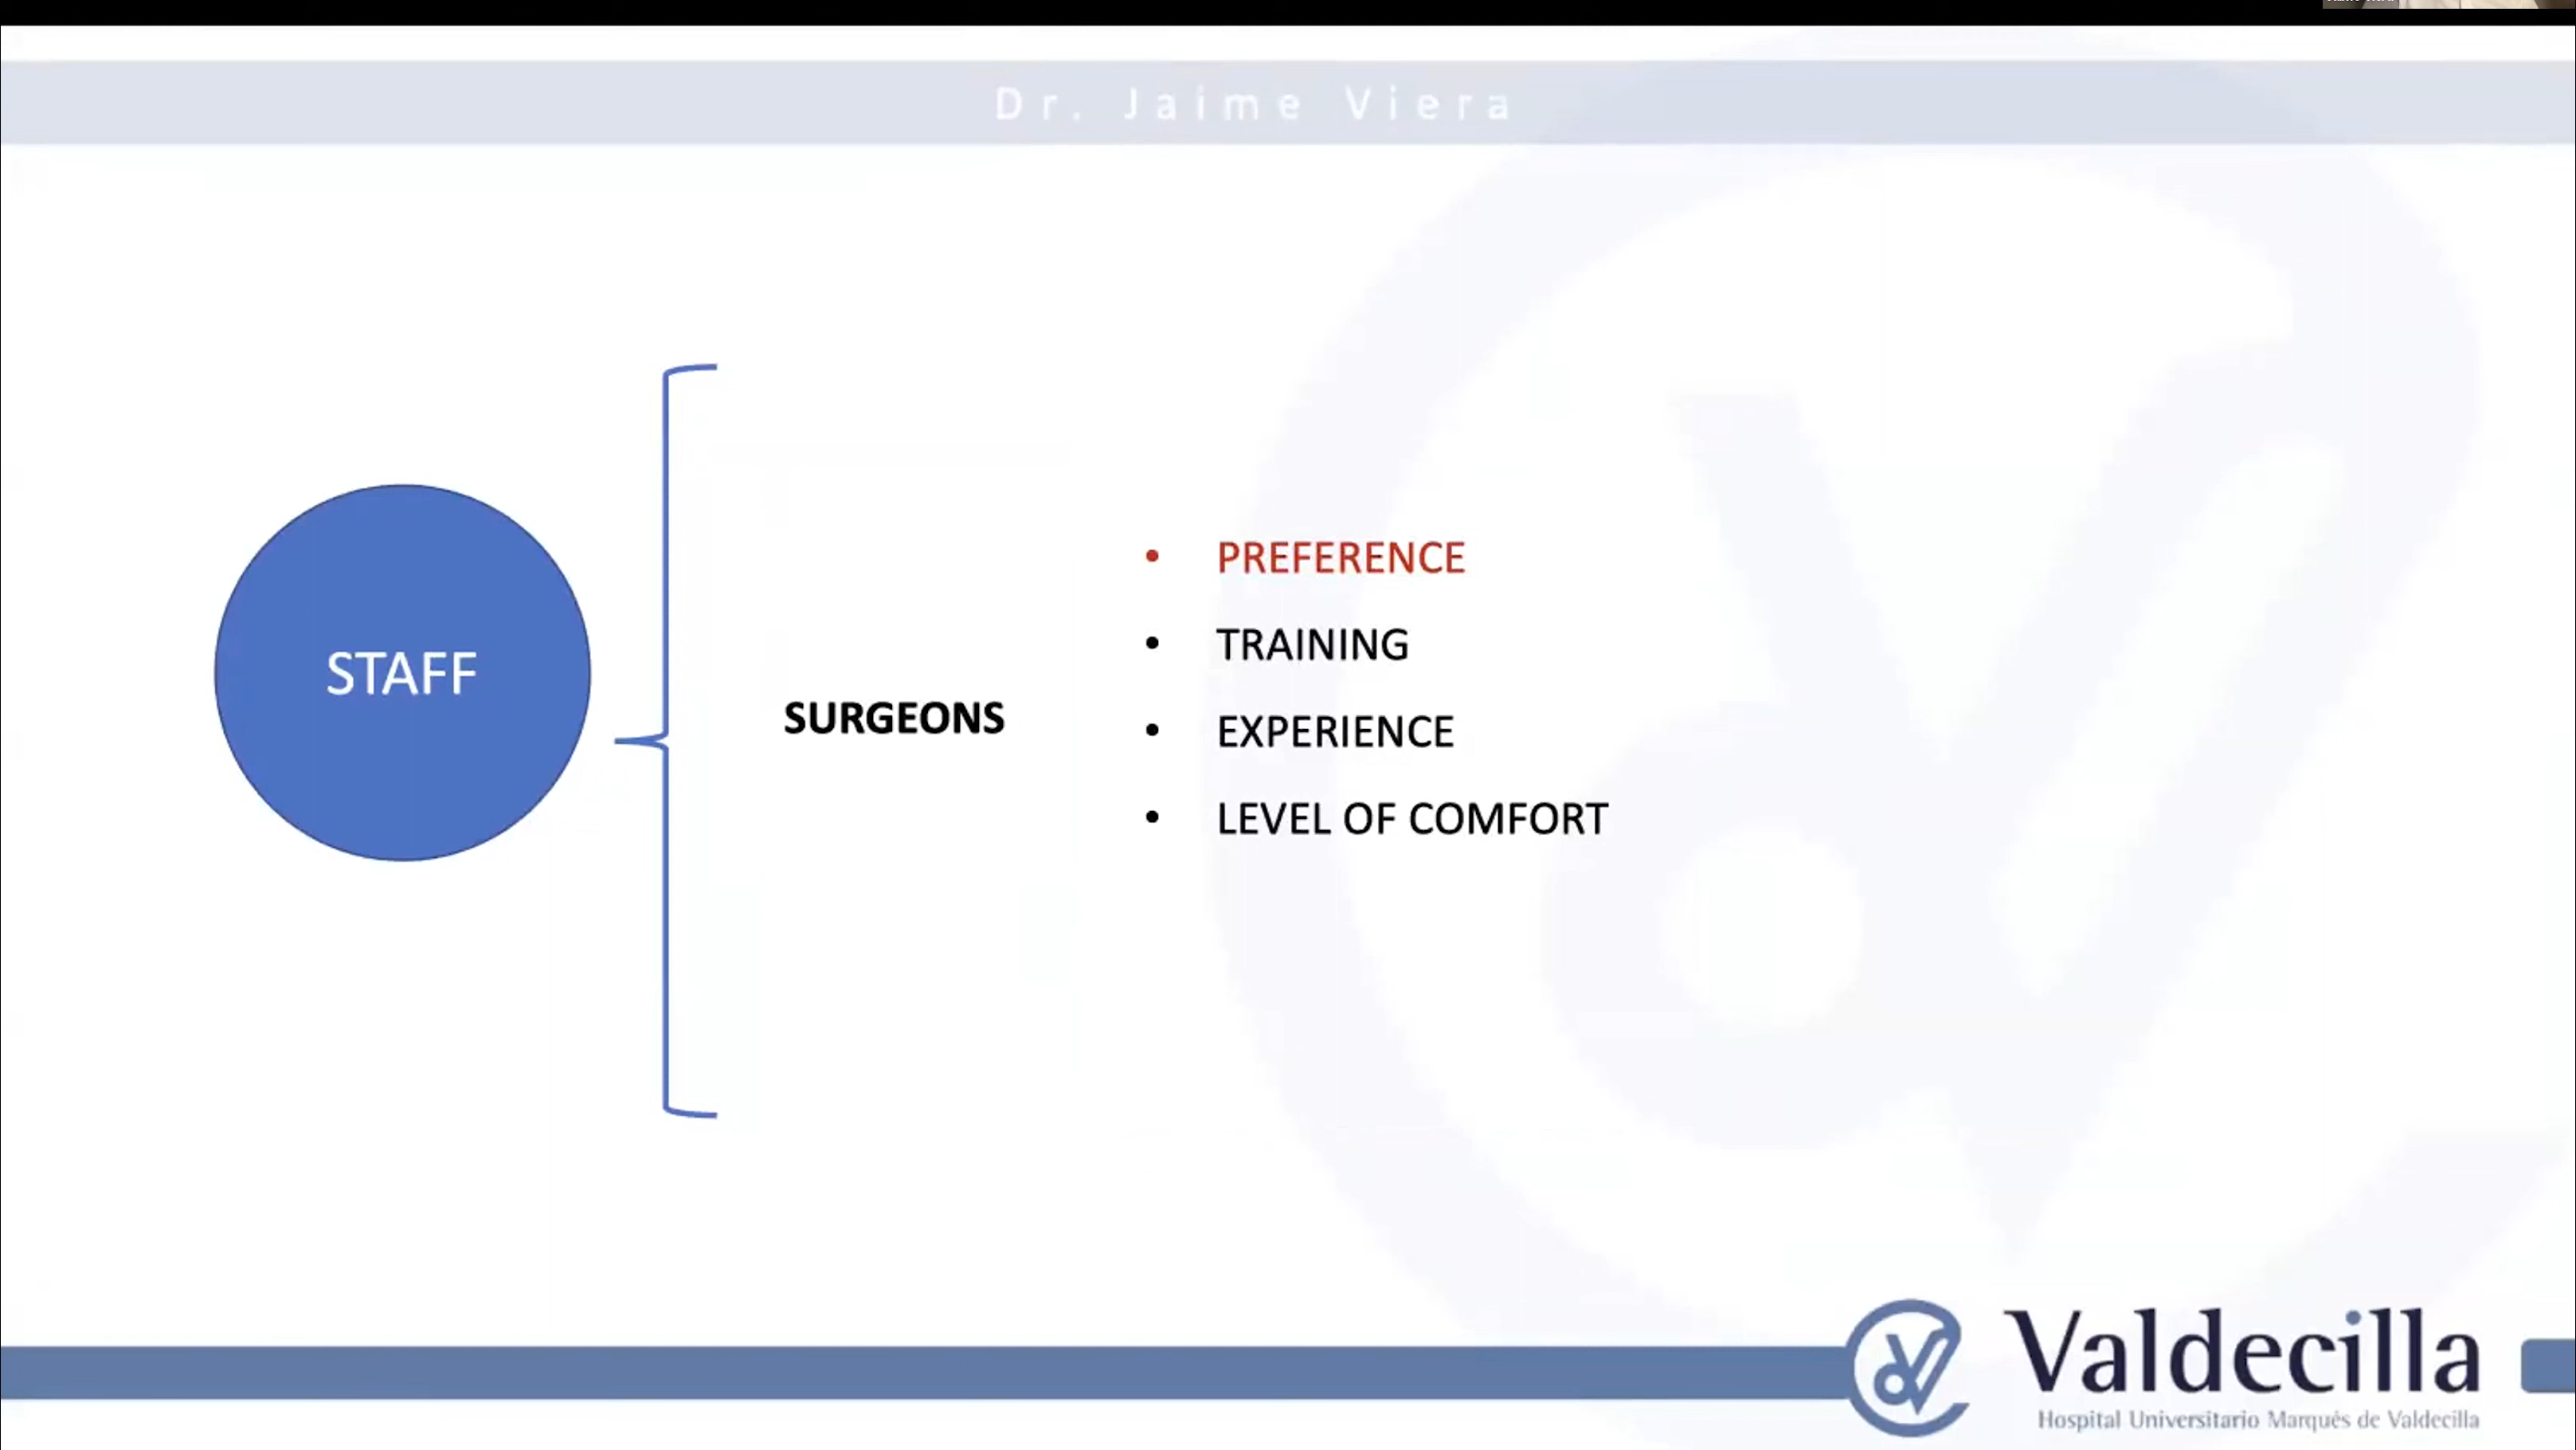 Dr. Jaime Viera
STAFF
SURGEONS
• PREFERENCE
• TRAINING
• EXPERIENCE
• LEVEL OF COMFORT
Valdecilla
Hospital Universitario Marqués de Valdecilla